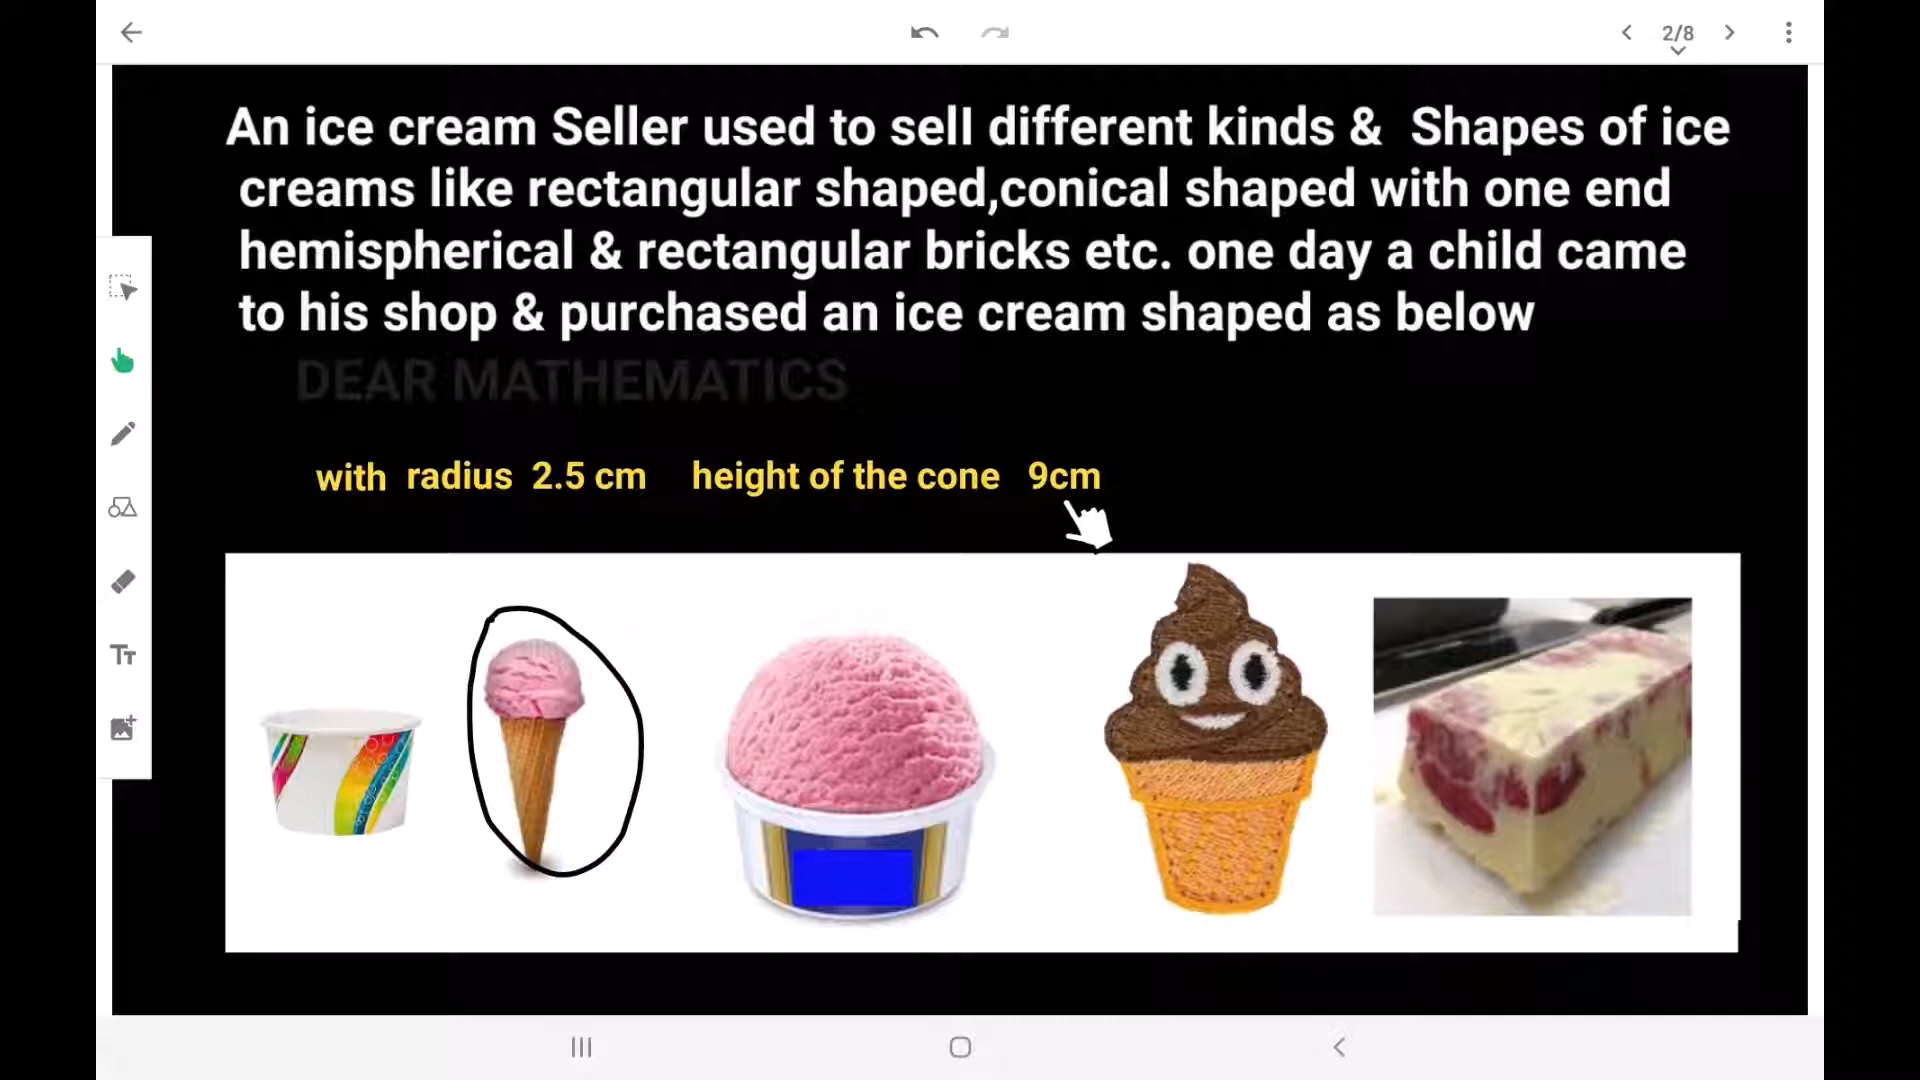 2/8
An ice cream Seller used to sell different kinds & Shapes of ice
creams like rectangular shaped,conical shaped with one end
hemispherical & rectangular bricks etc. one day a child came
to his shop & purchased an ice cream shaped as below
DEAR MATHEMATICS
with radius 2.5 cm height of the cone 9cm
Tт